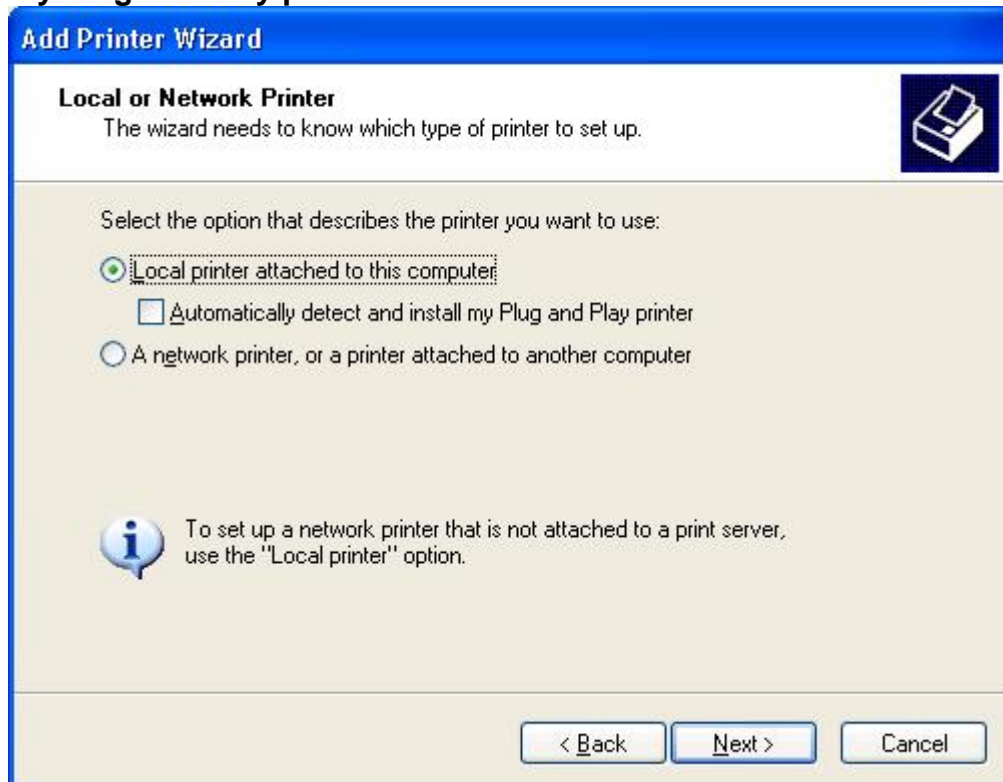 Add Printer Wizard
Local or Network Printer
The wizard needs to know which type of printer to set up.
Select the option that describes the printer you want to use:
Local printer attached to this computer
Automatically detect and install my Plug and Play printer
A network printer, or a printer attached to another computer
To set up a network printer that is not attached to a print server,
use the "Local printer" option.
< Back
Next >
Cancel